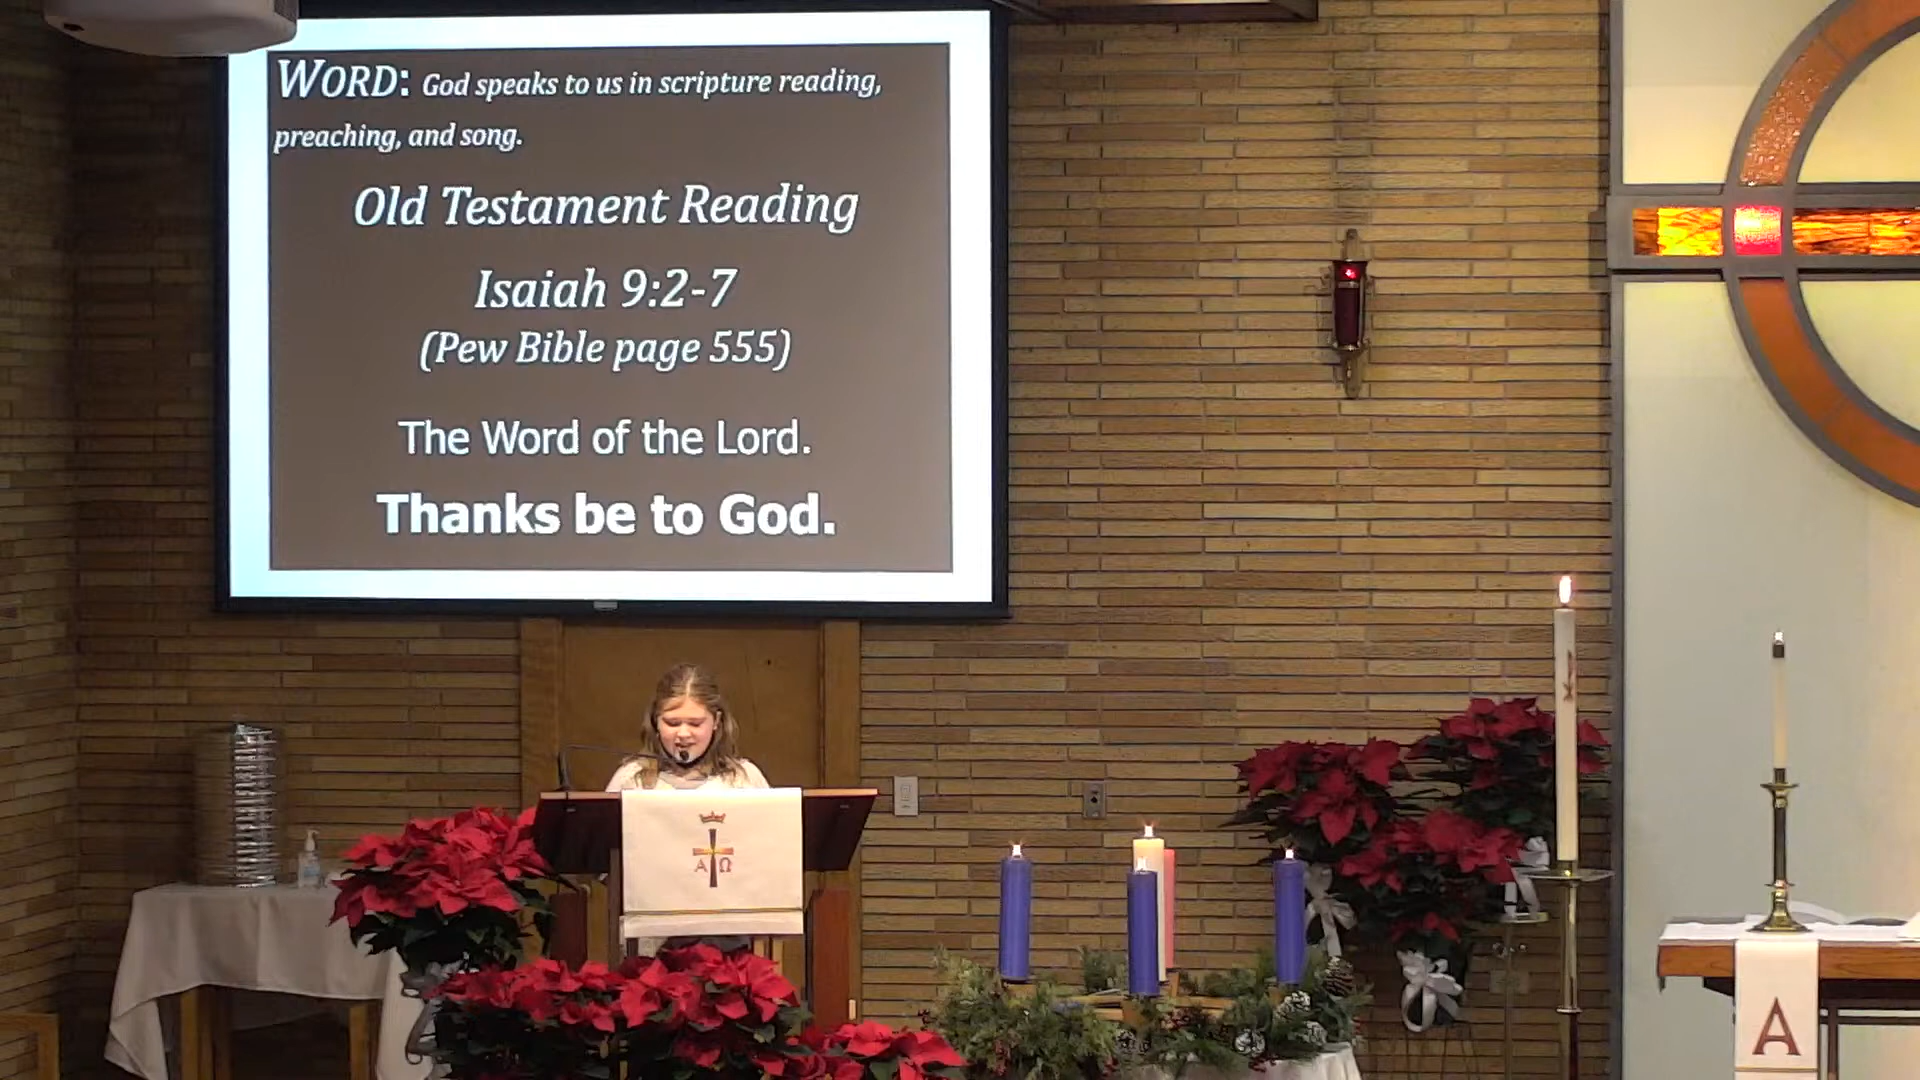 WORD: God speaks to us in scripture reading,
preaching, and song.
Old Testament Reading
Isaiah 9:2-7
(Pew Bible page 555)
The Word of the Lord.
Thanks be to God.
A Ω
A